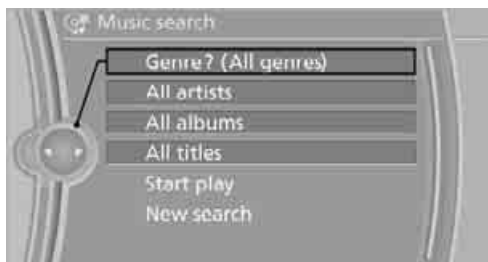 Music search
Genre? (All genres)
All artists
All albums
All titles
Start play
New search